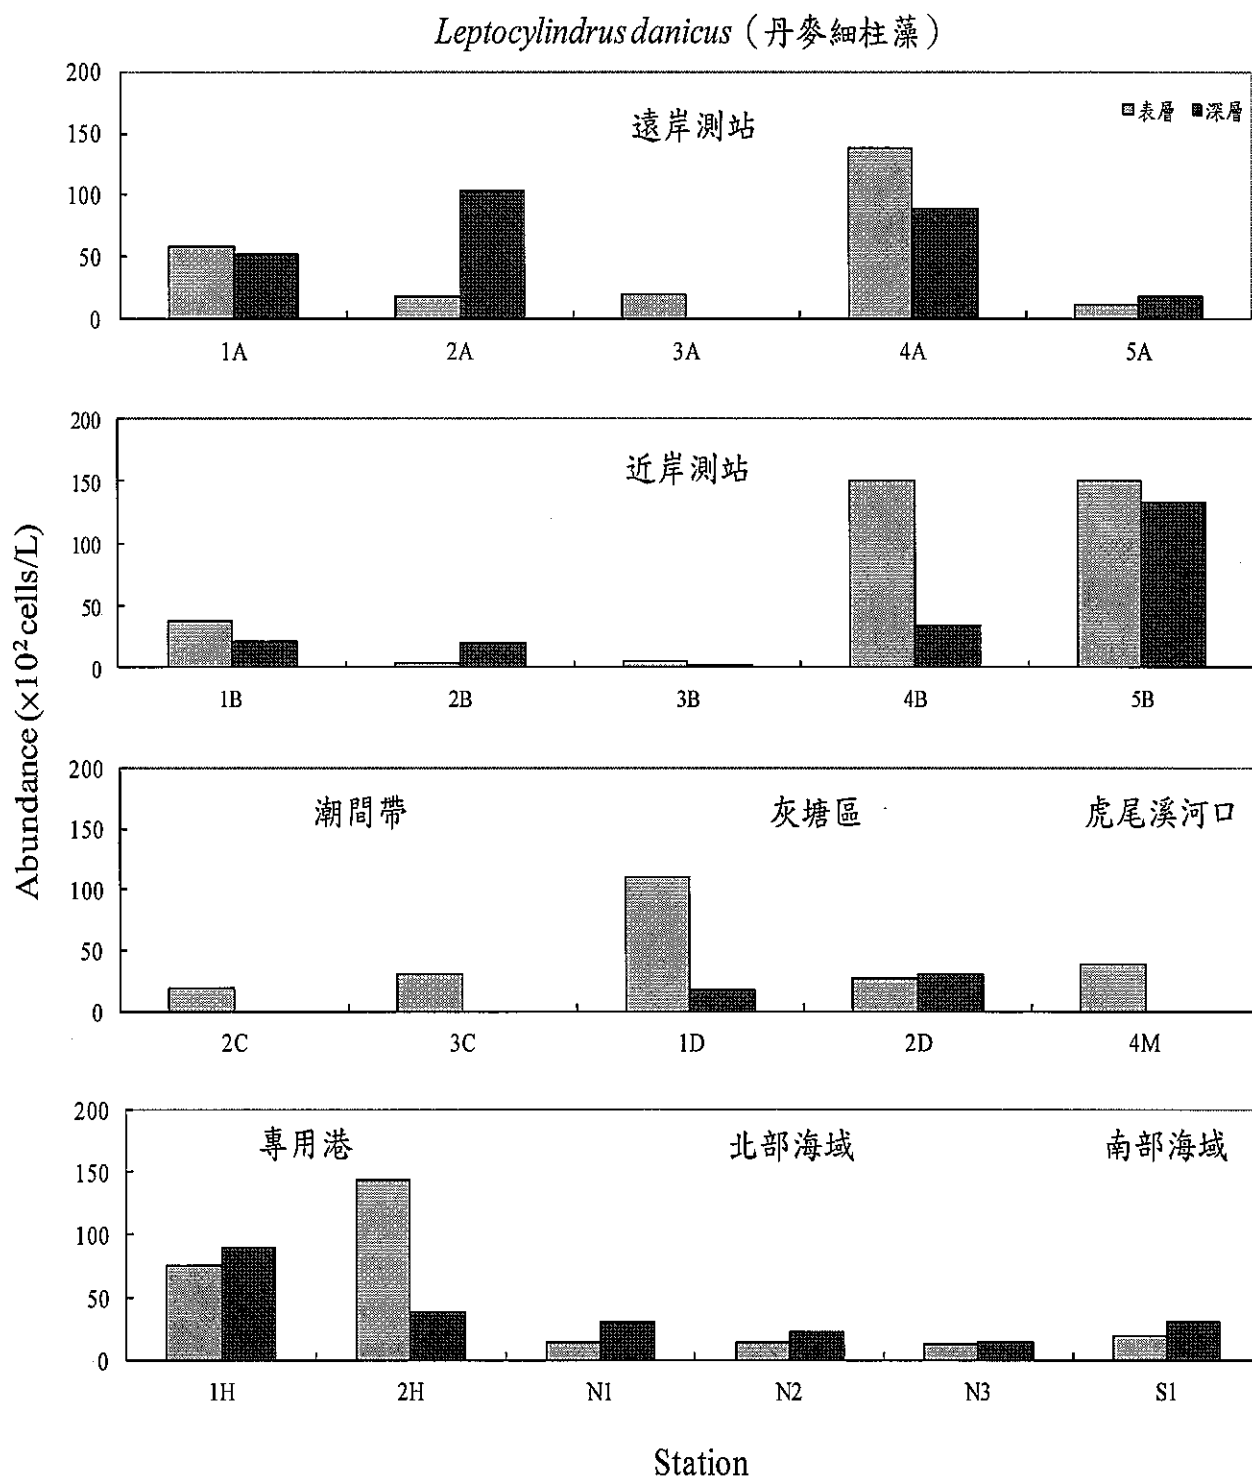 Leptocylindrus danicus（丹麥細柱藻）
200
150
100
50
0
遠岸測站
表層 深層
1A 2A 3A 4A 5A
200
150
100
50
0
近岸測站
1B 2B 3B 4B 5B
Abundance (×10² cells/L)
200
150
100
50
0
潮間帶 灰塘區 虎尾溪河口
2C 3C 1D 2D 4M
200
150
100
50
0
專用港 北部海域 南部海域
1H 2H N1 N2 N3 S1
Station